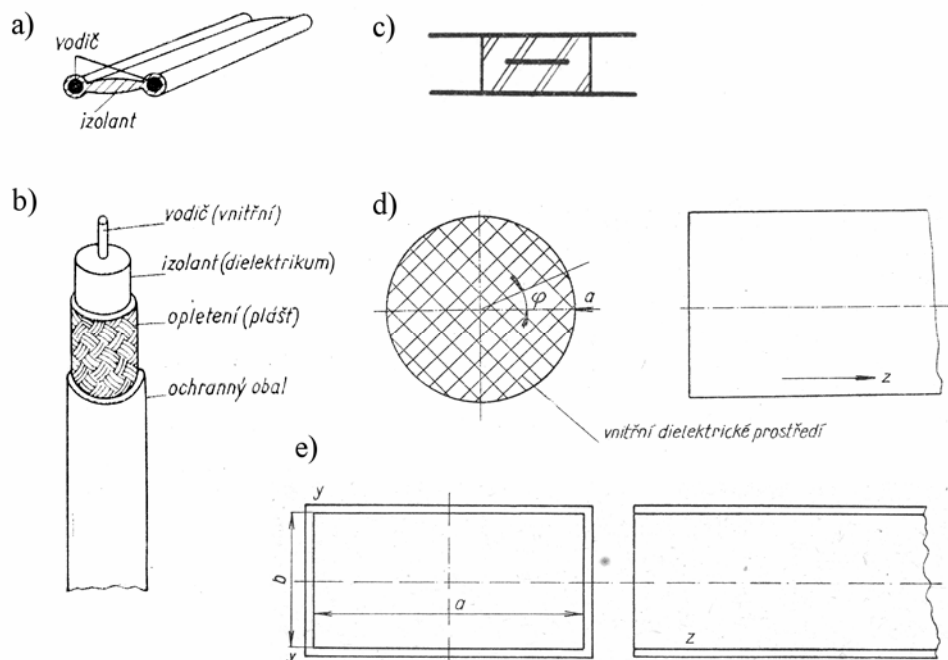 a)
vodič
izolant
c)
b)
vodič (vnitřní)
izolant (dielektrikum)
opletení (plášť)
ochranný obal
d)
φ
a
z
vnitřní dielektrické prostředí
e)
y
b
a
x
z